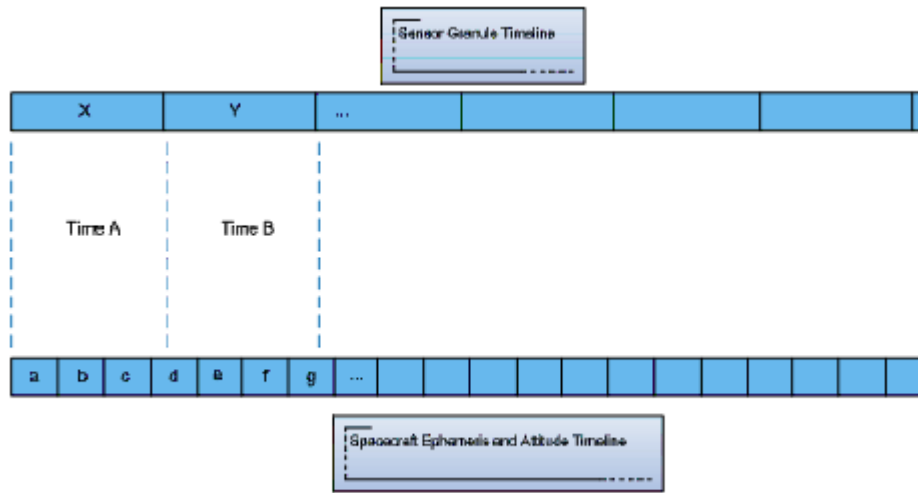 Sensor Granule Timeline
X Y ...
Time A Time B
a b c d e f g ...
Spacecraft Ephemeris and Attitude Timeline